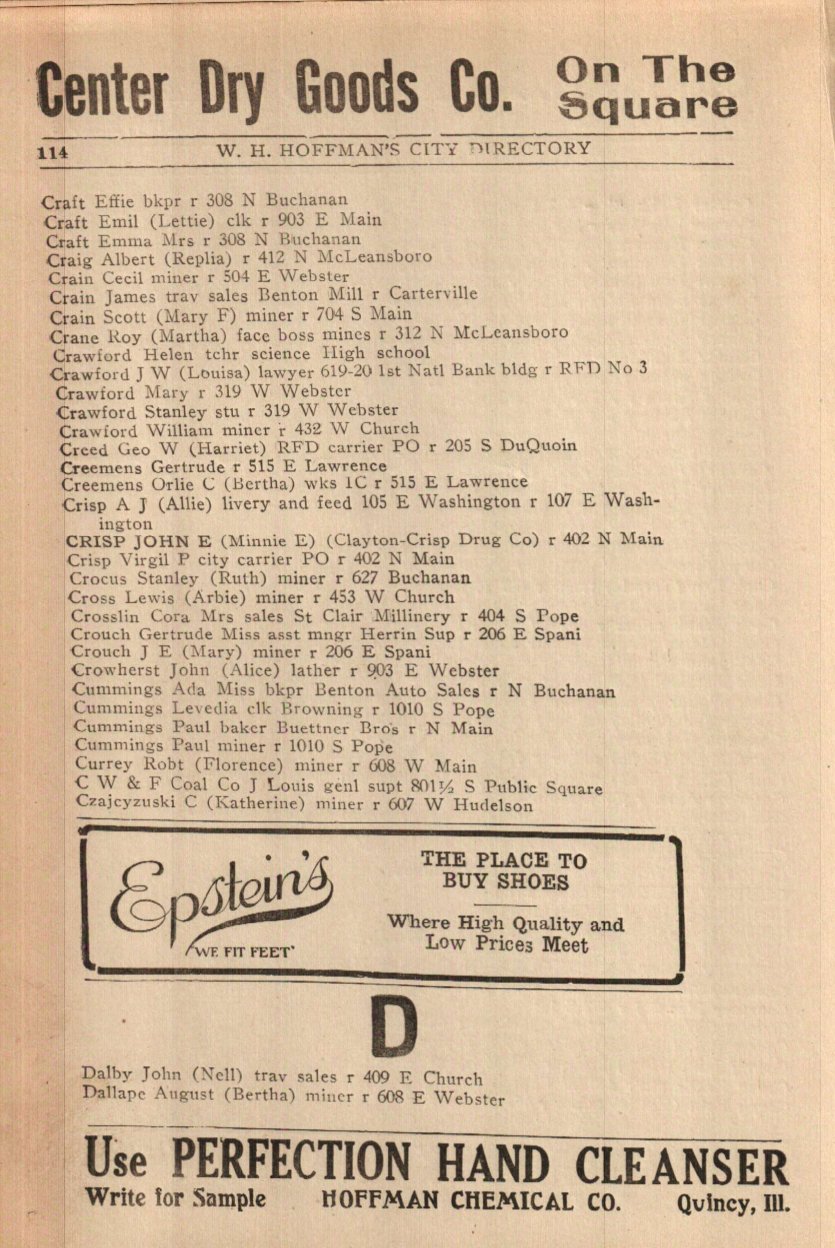 Center Dry Goods Co. On The Square
114 W. H. HOFFMAN'S CITY DIRECTORY
Craft Effie bkpr r 308 N Buchanan
Craft Emil (Lettie) clk r 903 E Main
Craft Emma Mrs r 308 N Buchanan
Craig Albert (Replia) r 412 N McLeansboro
Crain Cecil miner r 504 E Webster
Crain James trav sales Benton Mill r Carterville
Crain Scott (Mary F) miner r 704 S Main
Crane Roy (Martha) face boss mines r 312 N McLeansboro
Crawford Helen tchr science High school
Crawford J W (Louisa) lawyer 619-20 1st Natl Bank bldg r RFD No 3
Crawford Mary r 319 W Webster
Crawford Stanley stu r 319 W Webster
Crawford William miner r 432 W Church
Creed Geo W (Harriet) RFD carrier PO r 205 S DuQuoin
Creemens Gertrude r 515 E Lawrence
Creemens Orlie C (Bertha) wks 1C r 515 E Lawrence
Crisp A J (Allie) livery and feed 105 E Washington r 107 E Wash-
ington
CRISP JOHN E (Minnie E) (Clayton-Crisp Drug Co) r 402 N Main
Crisp Virgil P city carrier PO r 402 N Main
Crocus Stanley (Ruth) miner r 627 Buchanan
Cross Lewis (Arbie) miner r 453 W Church
Crosslin Cora Mrs sales St Clair Millinery r 404 S Pope
Crouch Gertrude Miss asst mngr Herrin Sup r 206 E Spani
Crouch J E (Mary) miner r 206 E Spani
Crowherst John (Alice) lather r 903 E Webster
Cummings Ada Miss bkpr Benton Auto Sales r N Buchanan
Cummings Levedia clk Browning r 1010 S Pope
Cummings Paul baker Buettner Bros r N Main
Cummings Paul miner r 1010 S Pope
Currey Robt (Florence) miner r 608 W Main
C W & F Coal Co J Louis genl supt 801½ S Public Square
Czajcyzuski C (Katherine) miner r 607 W Hudelson
Epstein's
"WE FIT FEET"
THE PLACE TO
BUY SHOES
Where High Quality and
Low Prices Meet
D
Dalby John (Nell) trav sales r 409 E Church
Dallape August (Bertha) miner r 608 E Webster
Use PERFECTION HAND CLEANSER
Write for Sample HOFFMAN CHEMICAL CO. Quincy, Ill.